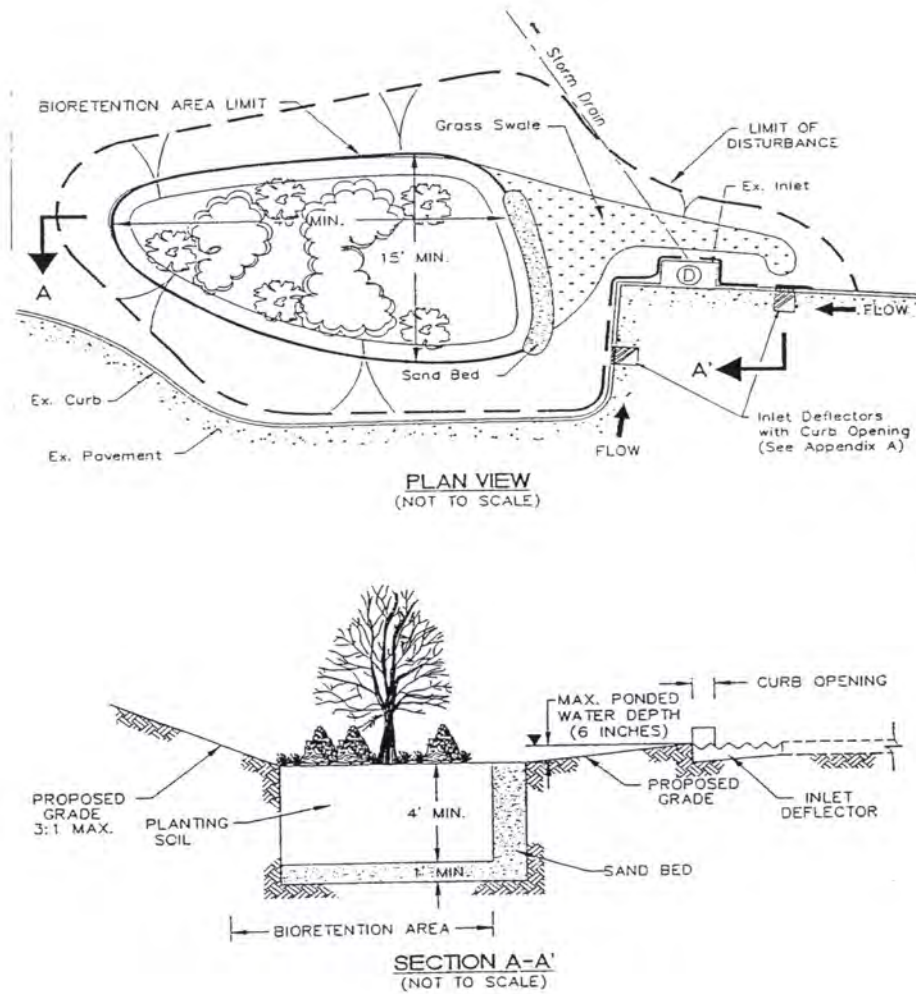 BIORETENTION AREA LIMIT
Storm Drain
Grass Swale
LIMIT OF
DISTURBANCE
Ex. Inlet
MIN.
15' MIN.
D
FLOW
A
A'
Sand Bed
Ex. Curb
Ex. Pavement
FLOW
Inlet Deflectors
with Curb Opening
(See Appendix A)
PLAN VIEW
(NOT TO SCALE)
CURB OPENING
MAX. PONDED
WATER DEPTH
(6 INCHES)
PROPOSED
GRADE
3:1 MAX.
PLANTING
SOIL
4' MIN.
PROPOSED
GRADE
INLET
DEFLECTOR
1' MIN.
SAND BED
BIORETENTION AREA
SECTION A-A'
(NOT TO SCALE)